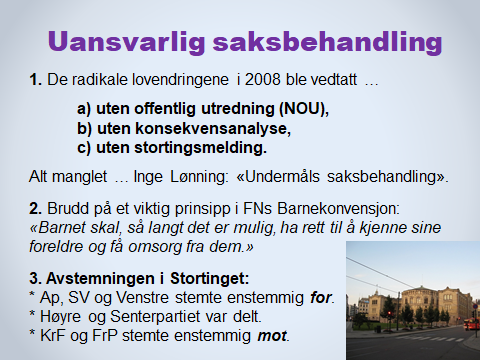 Uansvarlig saksbehandling
1. De radikale lovendringene i 2008 ble vedtatt …
a) uten offentlig utredning (NOU),
b) uten konsekvensanalyse,
c) uten stortingsmelding.
Alt manglet … Inge Lønning: «Undermåls saksbehandling».
2. Brudd på et viktig prinsipp i FNs Barnekonvensjon:
«Barnet skal, så langt det er mulig, ha rett til å kjenne sine
foreldre og få omsorg fra dem.»
3. Avstemningen i Stortinget:
* Ap, SV og Venstre stemte enstemmig for.
* Høyre og Senterpartiet var delt.
* KrF og FrP stemte enstemmig mot.